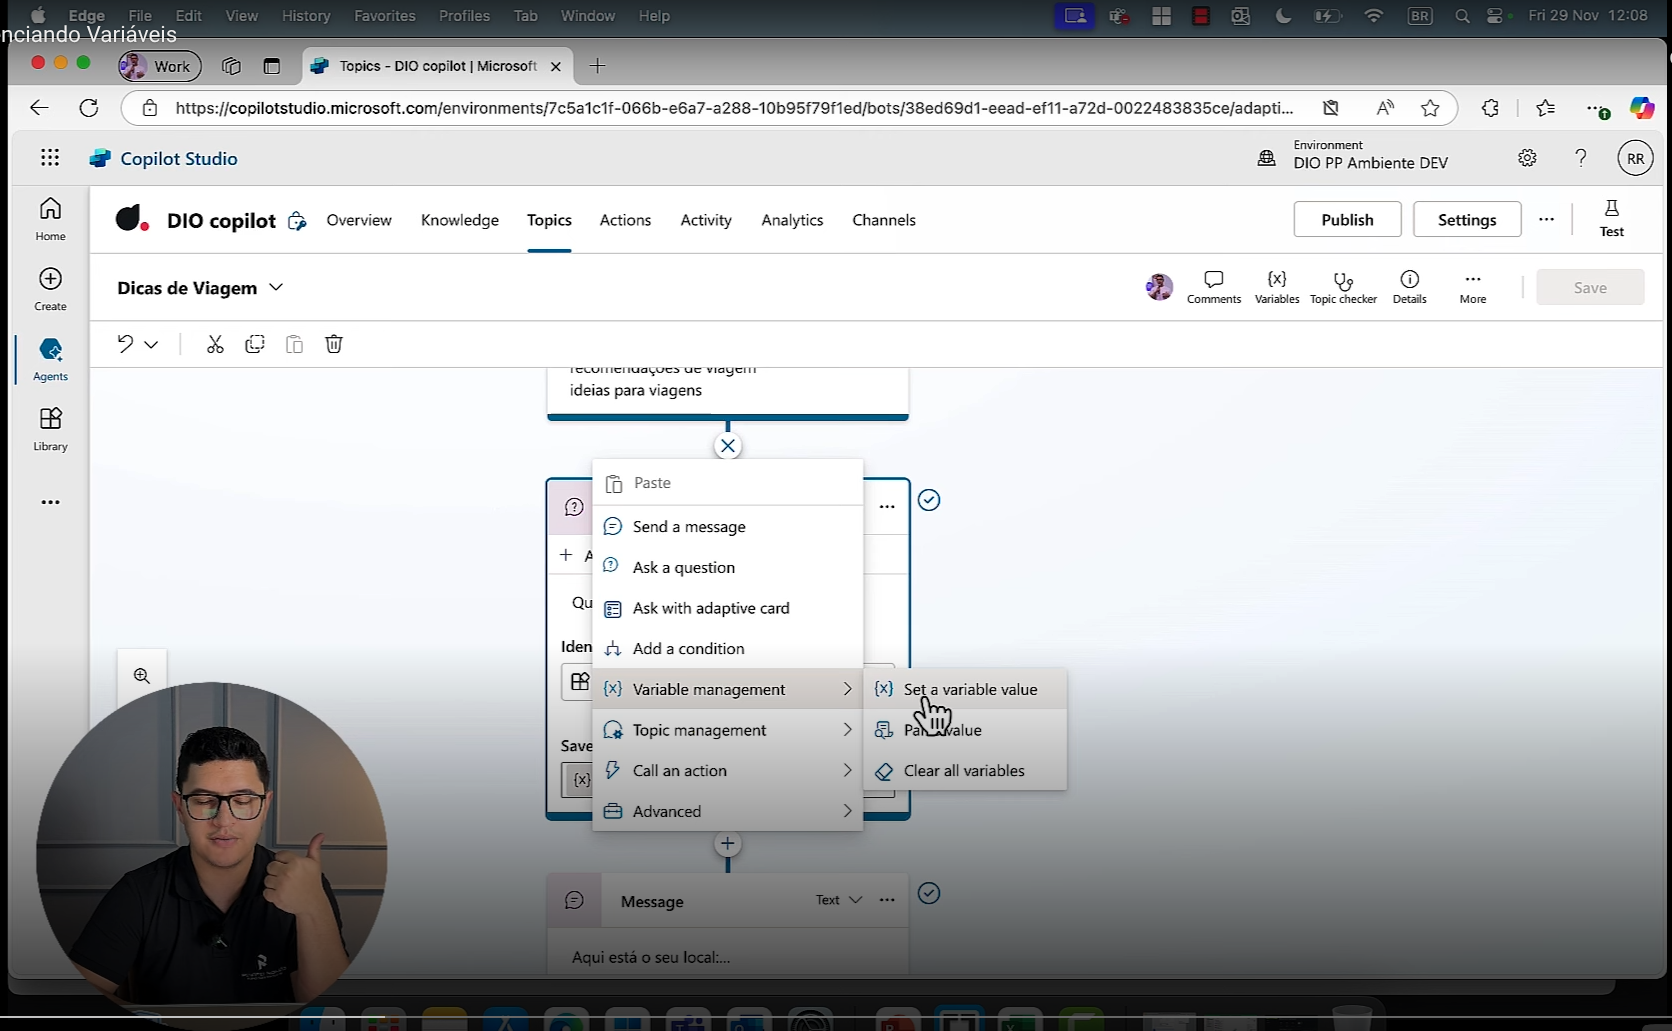 Edge File Edit View History Favorites Profiles Tab Window Help
BR
Fri 29 Nov 12:08
nciando Variáveis
Work
Topics - DIO copilot | Microsoft
https://copilotstudio.microsoft.com/environments/7c5a1c1f-066b-e6a7-a288-10b95f79f1ed/bots/38ed69d1-eead-ef11-a72d-0022483835ce/adapti...
Copilot Studio
Environment
DIO PP Ambiente DEV
?
RR
Home
Create
Agents
Library
DIO copilot
Overview
Knowledge
Topics
Actions
Activity
Analytics
Channels
Publish
Settings
Test
Dicas de Viagem
Comments
{x}
Variables
Topic checker
Details
More
Save
recomendações de viagem
ideias para viagens
Paste
Send a message
Ask a question
Ask with adaptive card
Add a condition
{x} Variable management
Topic management
Call an action
Advanced
{x} Set a variable value
value
Clear all variables
+ A
Qu
Iden
Save
{x}
Message
Text
Aqui está o seu local:...